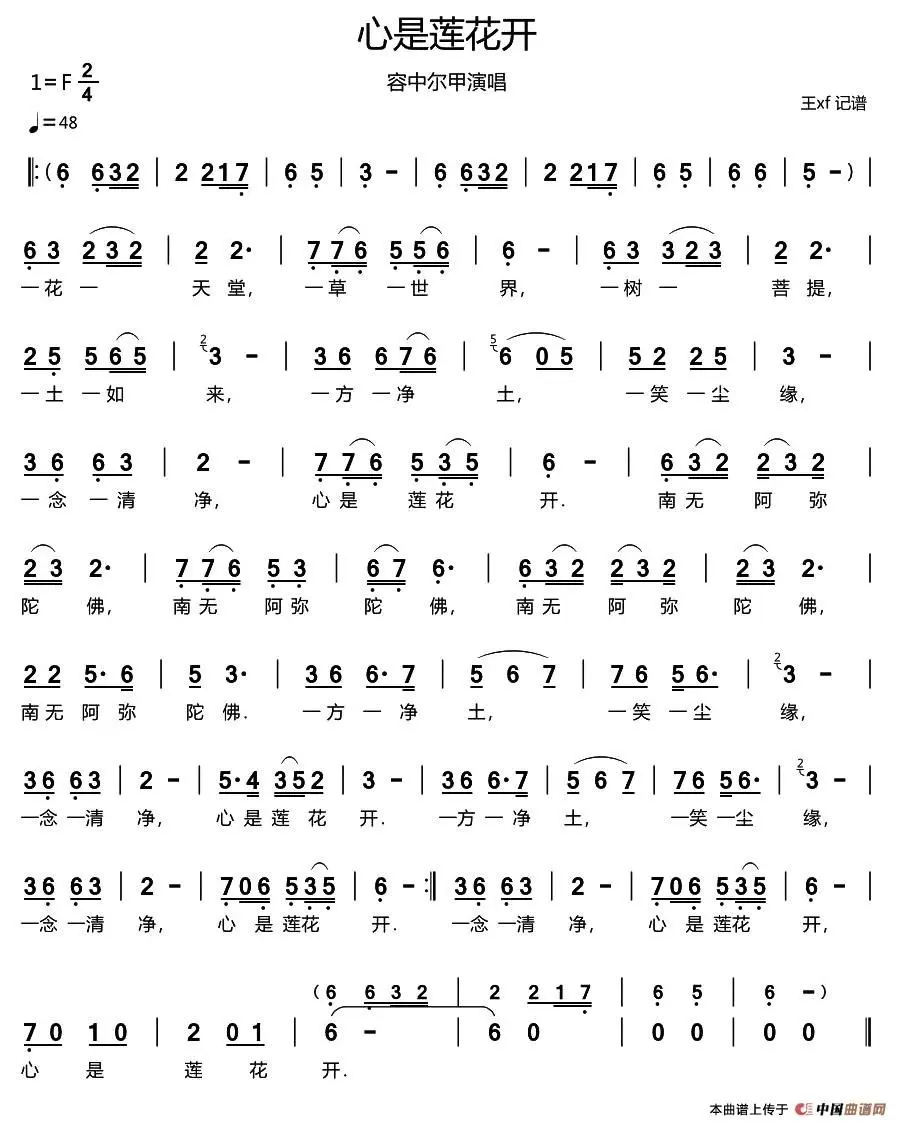 心是莲花开
1=F 2/4
容中尔甲演唱
王xf 记谱
♩=48
‖:( 6 632 | 2 2217 | 6 5 | 3 - | 6 632 | 2 2217 | 6 5 | 6 6 | 5 - ) |
63 232 | 2 2· | 776 556 | 6 - | 63 323 | 2 2· |
一花一 天堂, 一草一世 界, 一树一 菩提,
25 565 | 2 3 - | 36 676 | 5 6 05 | 52 25 | 3 - |
一土一如 来, 一方一净 土, 一笑一尘 缘,
36 63 | 2 - | 776 535 | 6 - | 632 232 |
一念一清 净, 心是 莲花 开. 南无 阿弥
23 2· | 776 53 | 67 6· | 632 232 | 23 2· |
陀 佛, 南无 阿弥 陀 佛, 南无 阿弥 陀 佛,
22 5·6 | 5 3· | 36 6·7 | 5 6 7 | 76 56· | 2 3 - |
南无 阿弥 陀 佛. 一方一净 土, 一笑一尘 缘,
36 63 | 2 - | 5·4 352 | 3 - | 36 6·7 | 5 6 7 | 76 56· | 2 3 - |
一念一清 净, 心是莲花 开. 一方一净 土, 一笑一尘 缘,
36 63 | 2 - | 706 535 | 6 - :‖ 36 63 | 2 - | 706 535 | 6 - |
一念一清 净, 心是莲花 开. 一念一清 净, 心是莲花 开,
( 6 632 | 2 217 | 6 5 | 6 - )
70 10 | 2 01 | 6 - | 6 0 | 0 0 | 0 0 ‖
心 是 莲 花 开.
本曲谱上传于 中国曲谱网